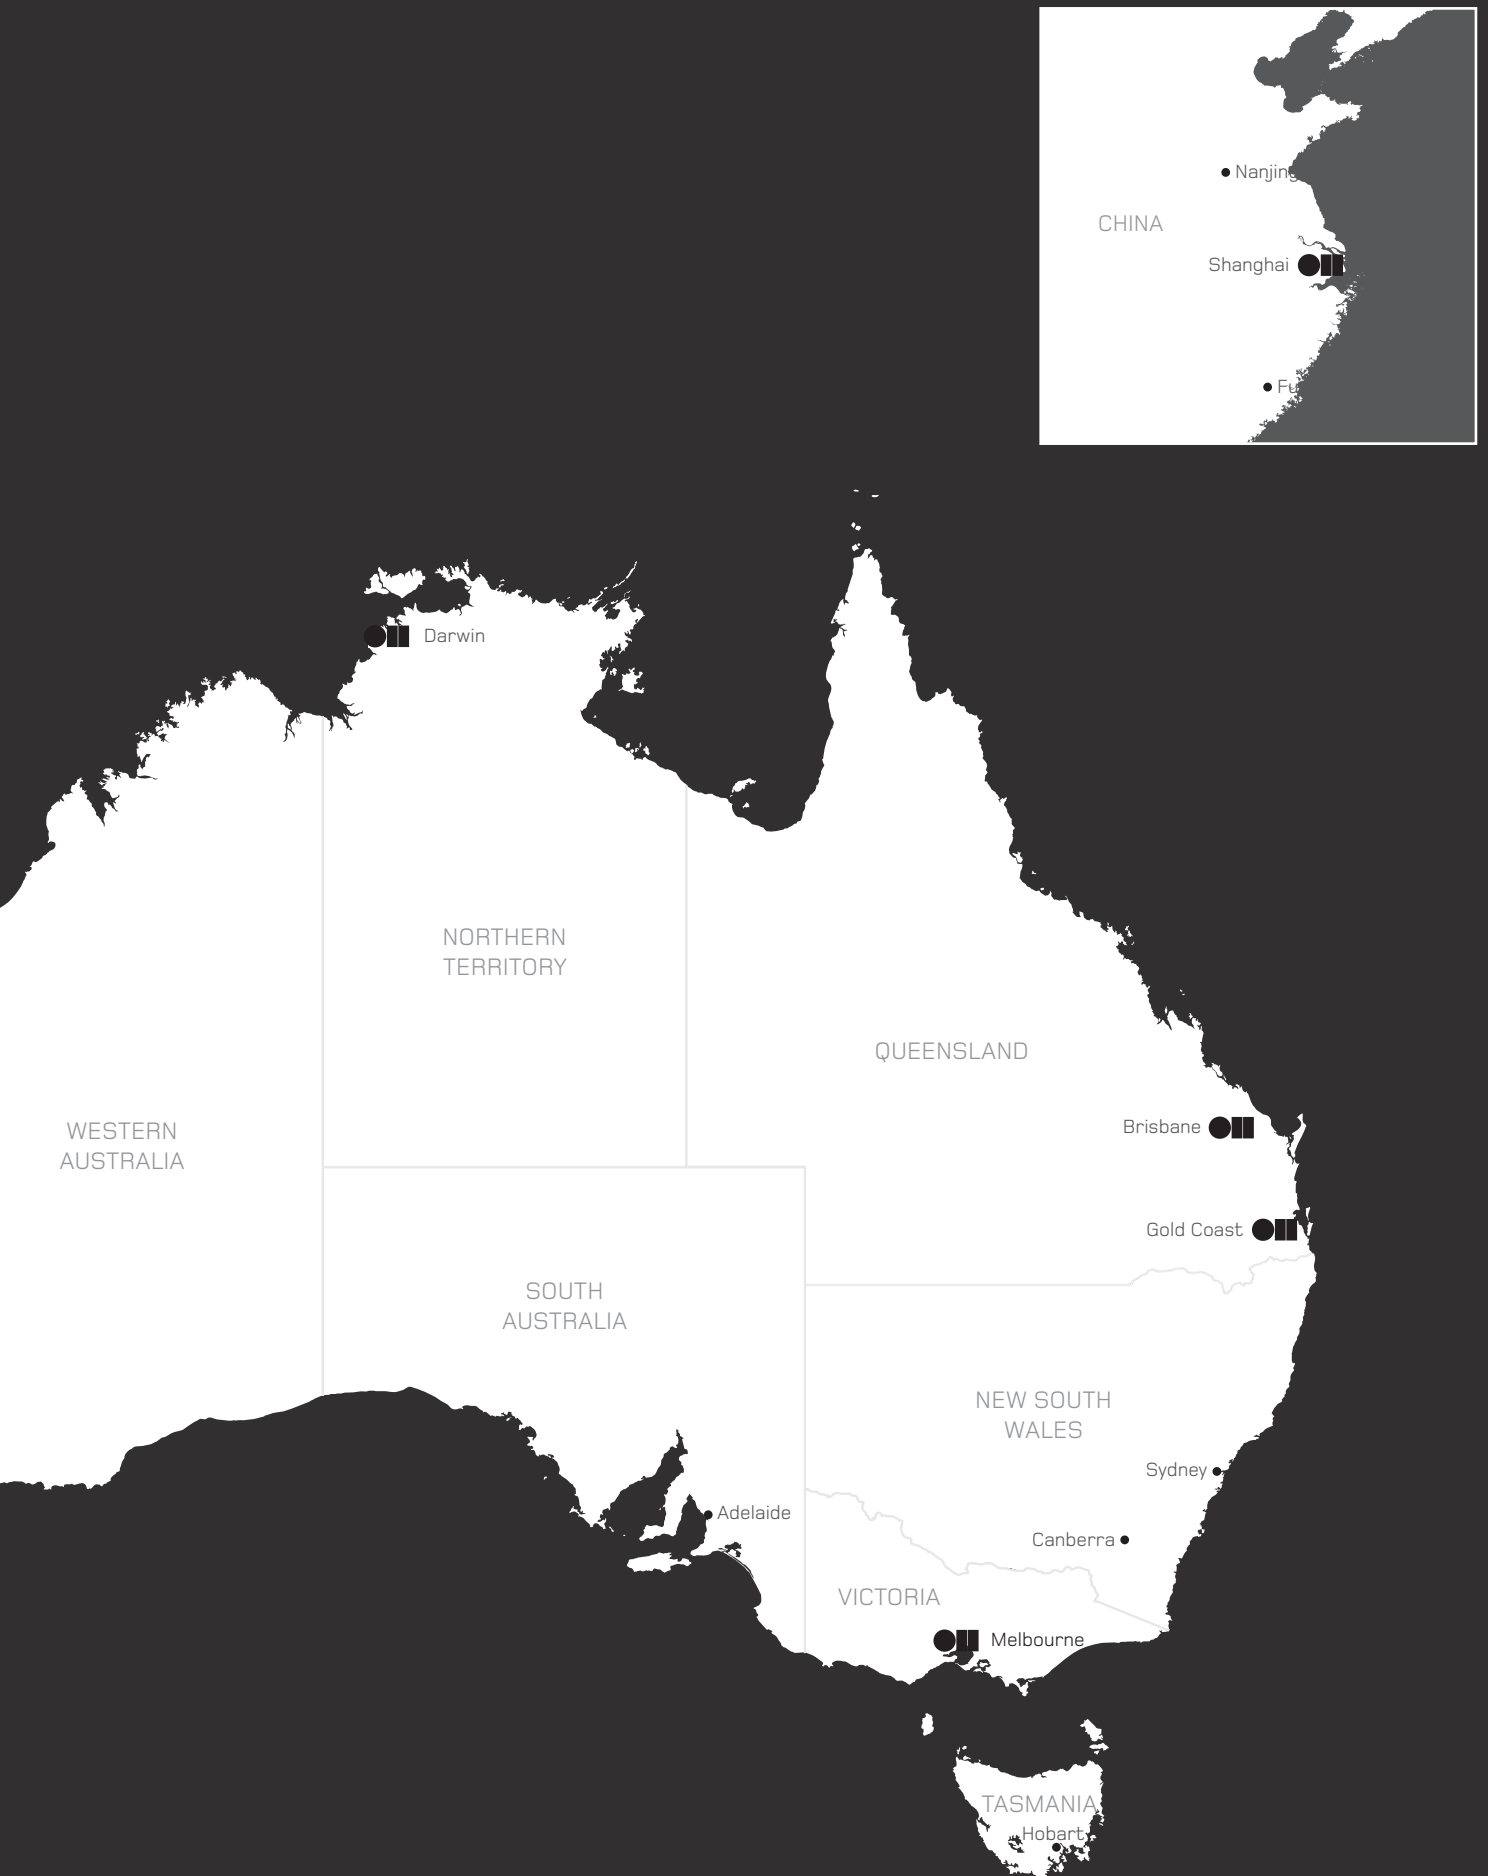 Nanjing
CHINA
Shanghai
Darwin
NORTHERN
TERRITORY
QUEENSLAND
WESTERN
AUSTRALIA
Brisbane
Gold Coast
SOUTH
AUSTRALIA
NEW SOUTH
WALES
Sydney
Adelaide
Canberra
VICTORIA
Melbourne
TASMANIA
Hobart